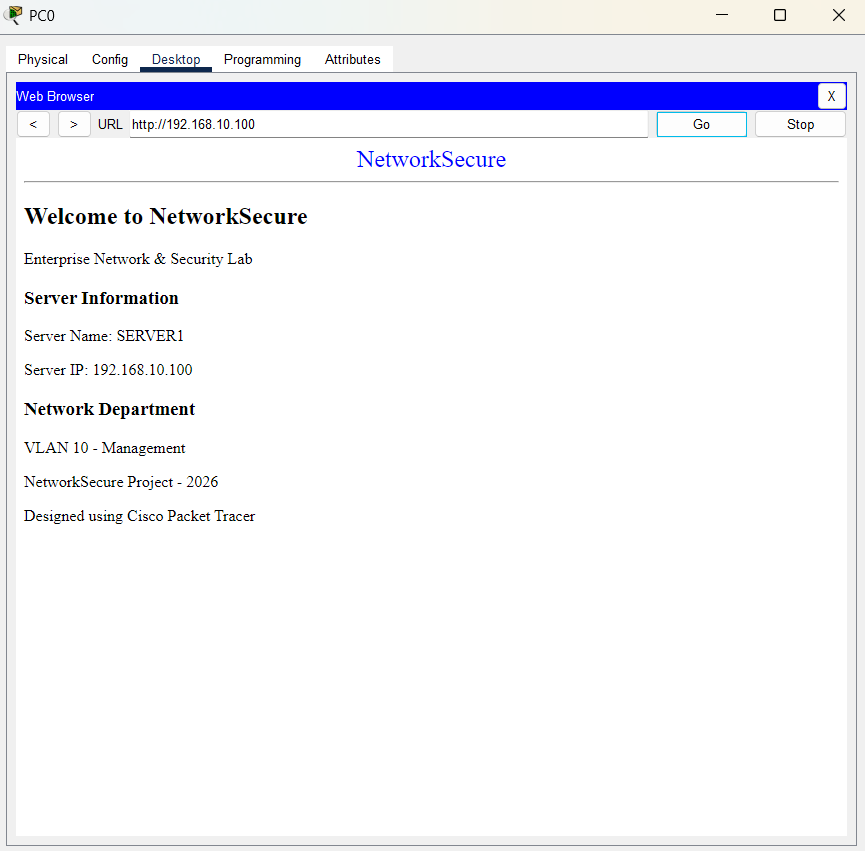 PC0
Physical Config Desktop Programming Attributes
Web Browser X
< > URL http://192.168.10.100 Go Stop
NetworkSecure
Welcome to NetworkSecure
Enterprise Network & Security Lab
Server Information
Server Name: SERVER1
Server IP: 192.168.10.100
Network Department
VLAN 10 - Management
NetworkSecure Project - 2026
Designed using Cisco Packet Tracer